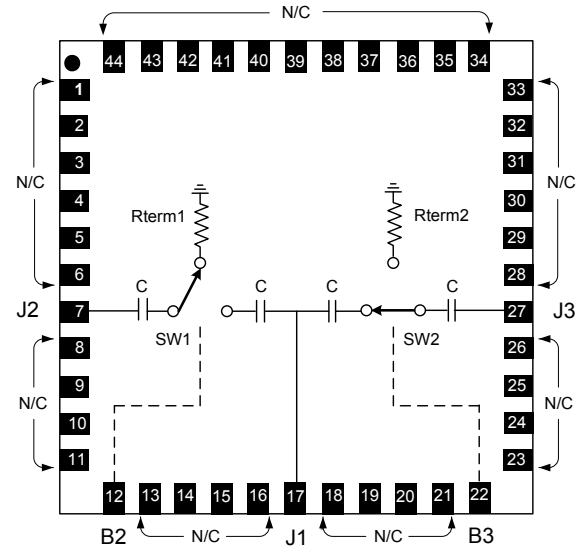 N/C
44 43 42 41 40 39 38 37 36 35 34
1 33
2 32
3 31
N/C N/C
4 30
Rterm1 Rterm2
5 29
6 28
C C C C
J2 7 27 J3
SW1 SW2
8 26
9 25
N/C N/C
10 24
11 23
12 13 14 15 16 17 18 19 20 21 22
B2 N/C J1 N/C B3